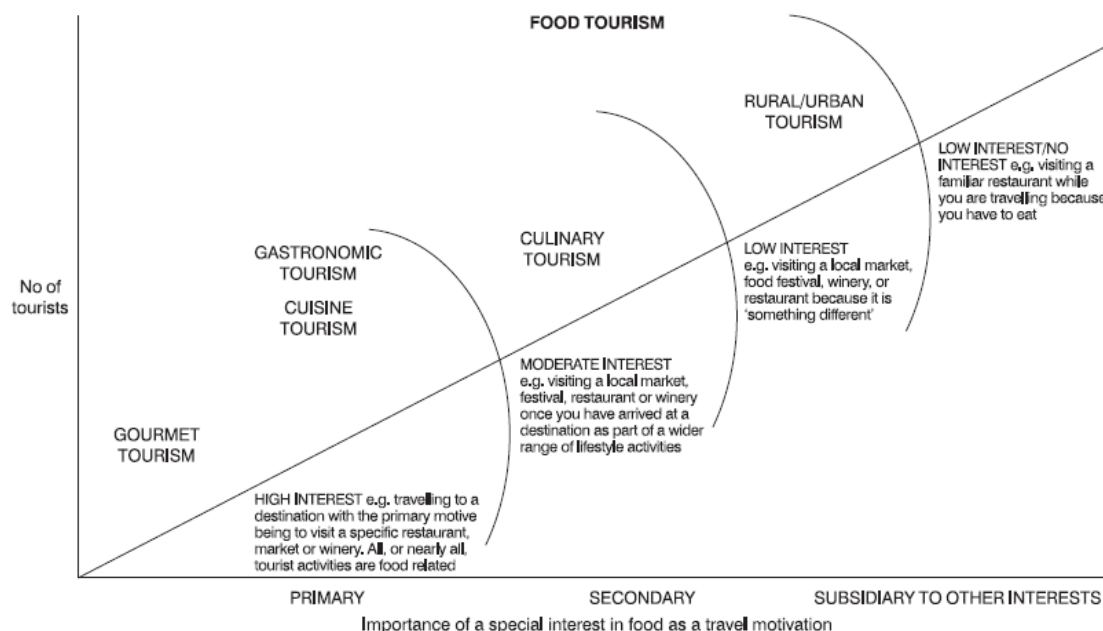 FOOD TOURISM
RURAL/URBAN
TOURISM
LOW INTEREST/NO
INTEREST e.g. visiting a
familiar restaurant while
you are travelling because
you have to eat
CULINARY
TOURISM
LOW INTEREST
e.g. visiting a local market,
food festival, winery, or
restaurant because it is
‘something different’
GASTRONOMIC
TOURISM
CUISINE
TOURISM
No of
tourists
MODERATE INTEREST
e.g. visiting a local market,
festival, restaurant or winery
once you have arrived at a
destination as part of a wider
range of lifestyle activities
GOURMET
TOURISM
HIGH INTEREST e.g. travelling to a
destination with the primary motive
being to visit a specific restaurant,
market or winery. All, or nearly all,
tourist activities are food related
PRIMARY
SECONDARY
SUBSIDIARY TO OTHER INTERESTS
Importance of a special interest in food as a travel motivation